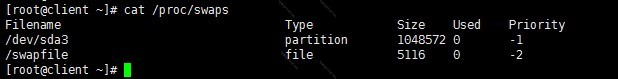 [root@client ~]# cat /proc/swaps
Filename Type Size Used Priority
/dev/sda3 partition 1048572 0 -1
/swapfile file 5116 0 -2
[root@client ~]#